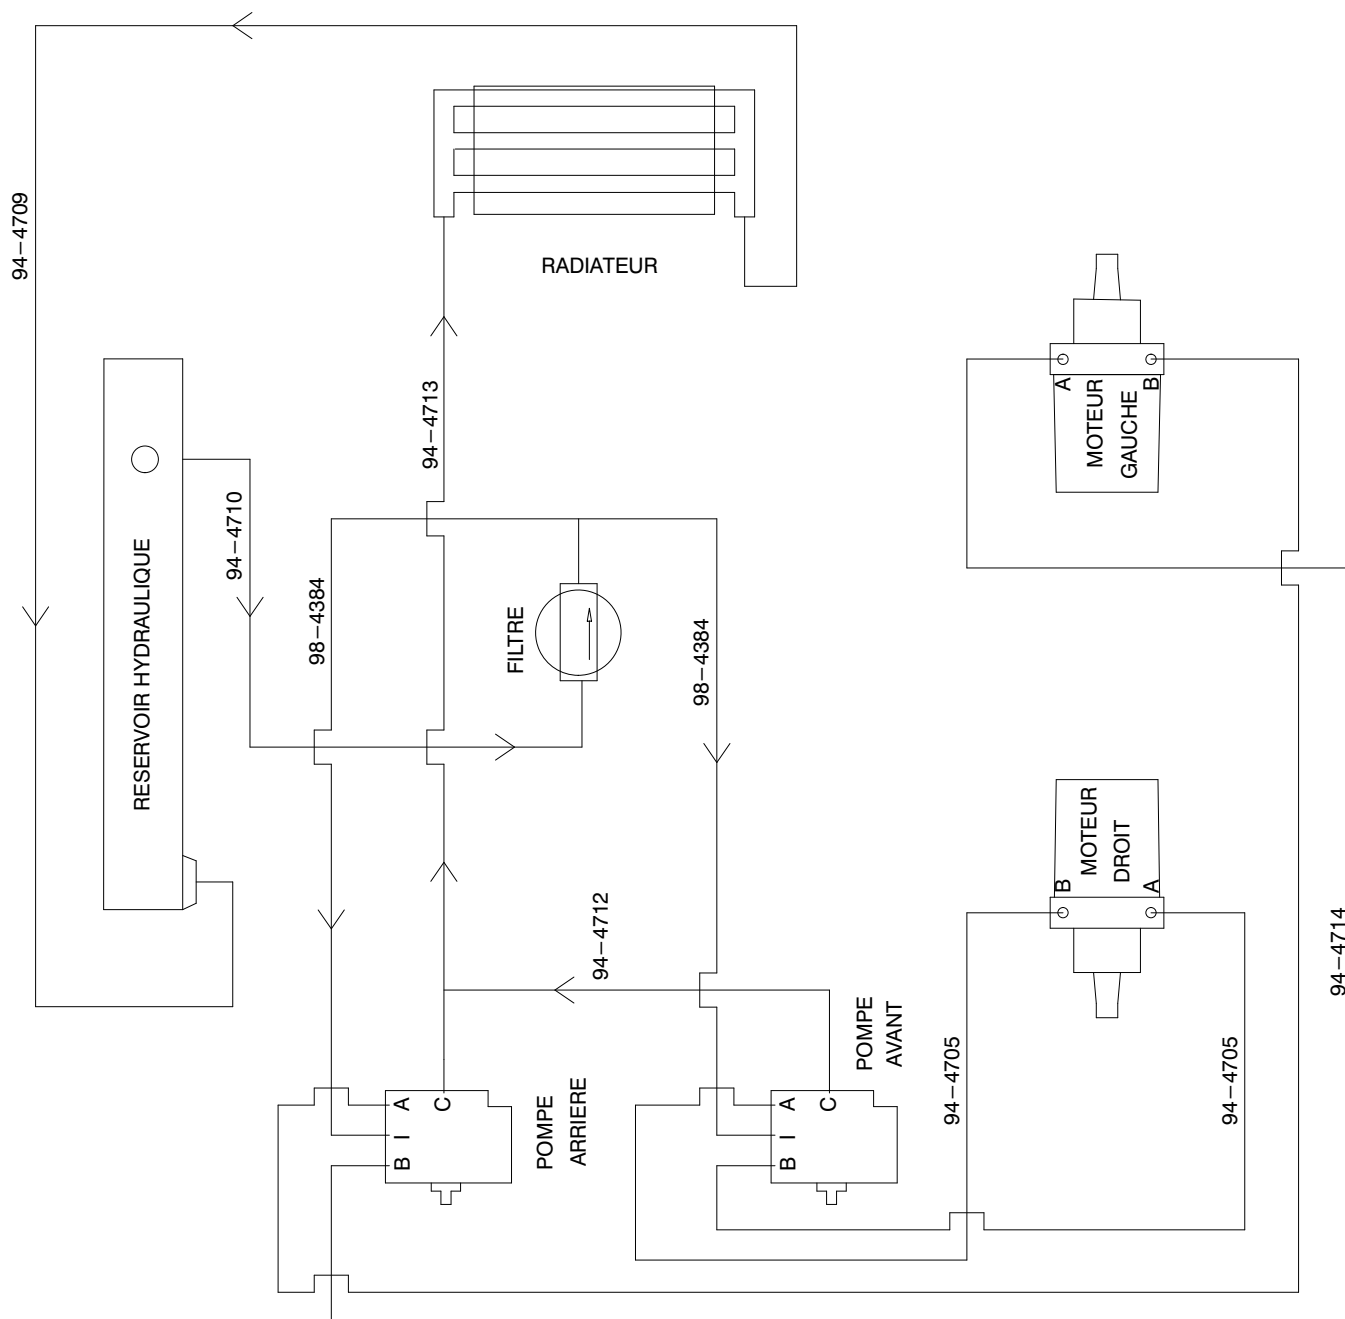 94-4709
RADIATEUR
94-4713
A
B
MOTEUR
GAUCHE
94-4710
RESERVOIR HYDRAULIQUE
98-4384
FILTRE
98-4384
MOTEUR
DROIT
B
A
94-4712
94-4714
POMPE
AVANT
94-4705
94-4705
A
C
I
B
POMPE
ARRIERE
A
C
I
B